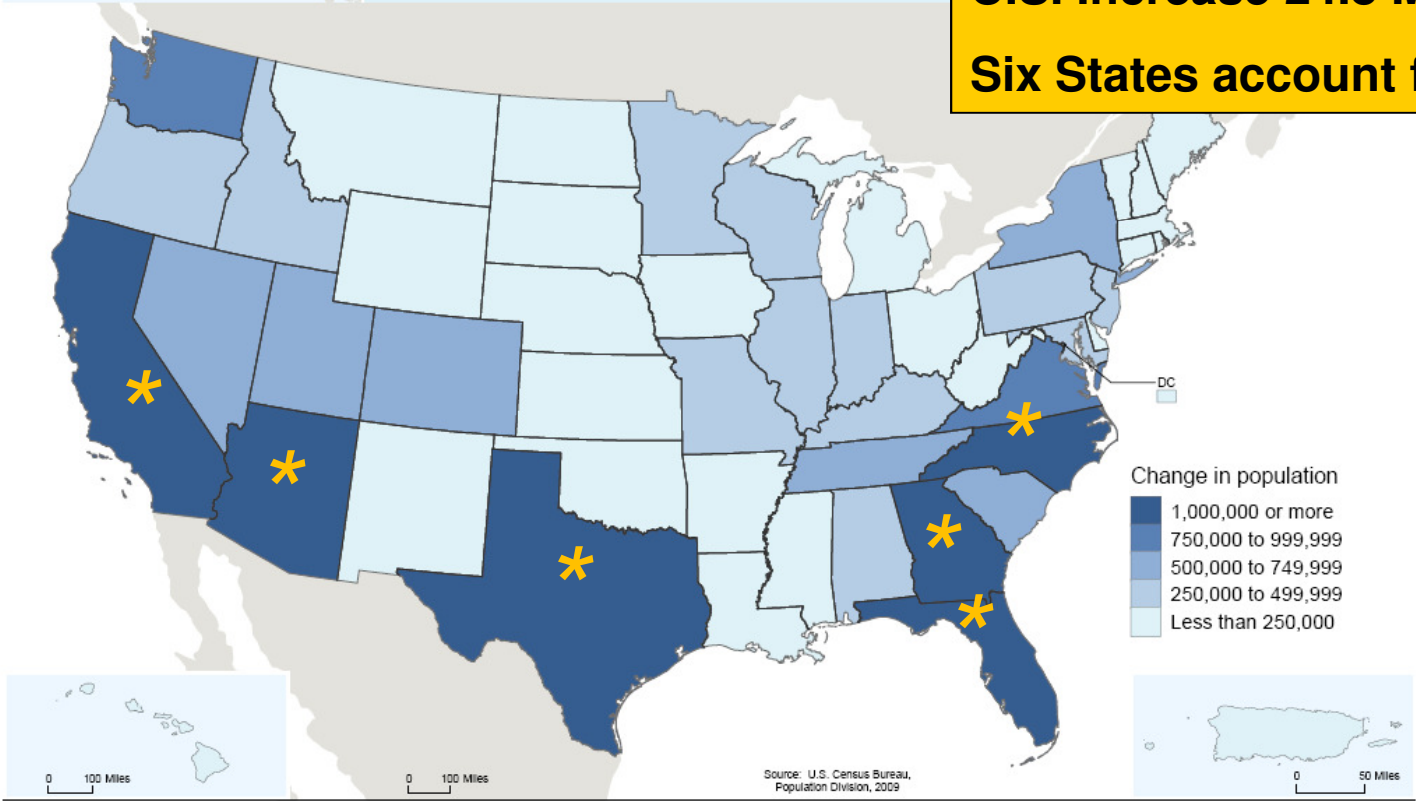 Six States account
DC
Change in population
1,000,000 or more
750,000 to 999,999
500,000 to 749,999
250,000 to 499,999
Less than 250,000
0 100 Miles
0 100 Miles
Source: U.S. Census Bureau,
Population Division, 2009
0 50 Miles